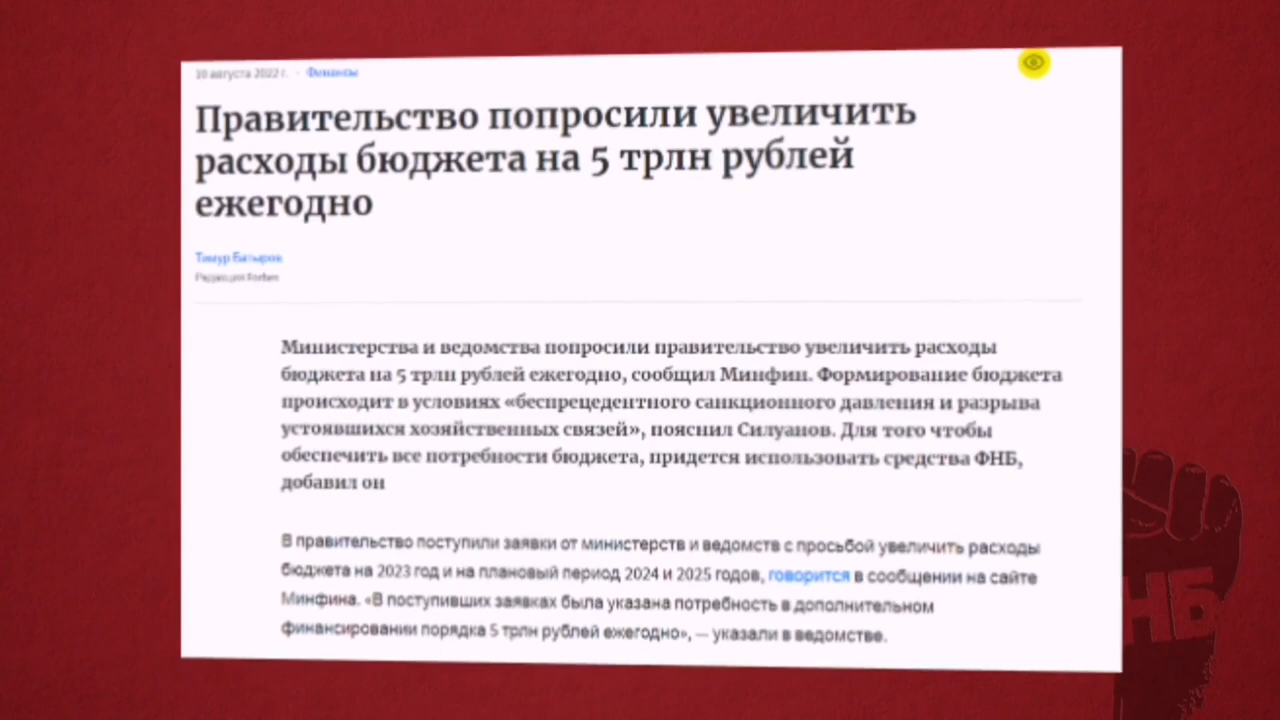 10 августа 2022 г. · Финансы
Правительство попросили увеличить
расходы бюджета на 5 трлн рублей
ежегодно
Тимур Батыров
Редакция Forbes
Министерства и ведомства попросили правительство увеличить расходы
бюджета на 5 трлн рублей ежегодно, сообщил Минфин. Формирование бюджета
происходит в условиях «беспрецедентного санкционного давления и разрыва
устоявшихся хозяйственных связей», пояснил Силуанов. Для того чтобы
обеспечить все потребности бюджета, придется использовать средства ФНБ,
добавил он
В правительство поступили заявки от министерств и ведомств с просьбой увеличить расходы
бюджета на 2023 год и на плановый период 2024 и 2025 годов, говорится в сообщении на сайте
Минфина. «В поступивших заявках была указана потребность в дополнительном
финансировании порядка 5 трлн рублей ежегодно», — указали в ведомстве.
НБ